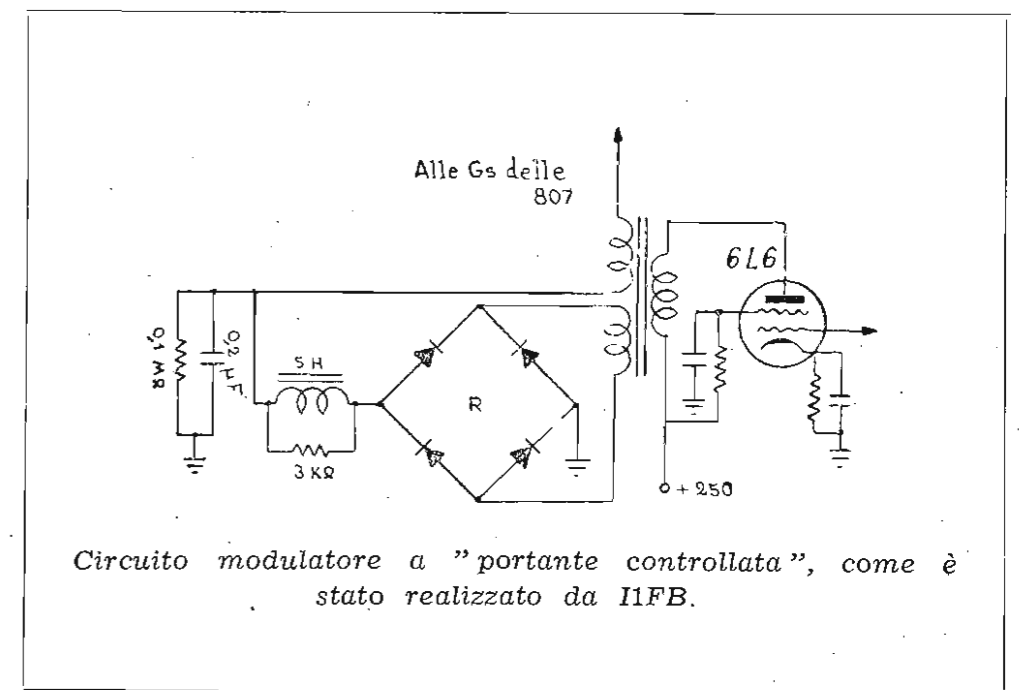 Alle Gs delle
807
6L6
0,1 MΩ
0,2 µF
5 H
R
3 KΩ
+ 250
Circuito modulatore a ” portante controllata ”, come è
stato realizzato da I1FB.